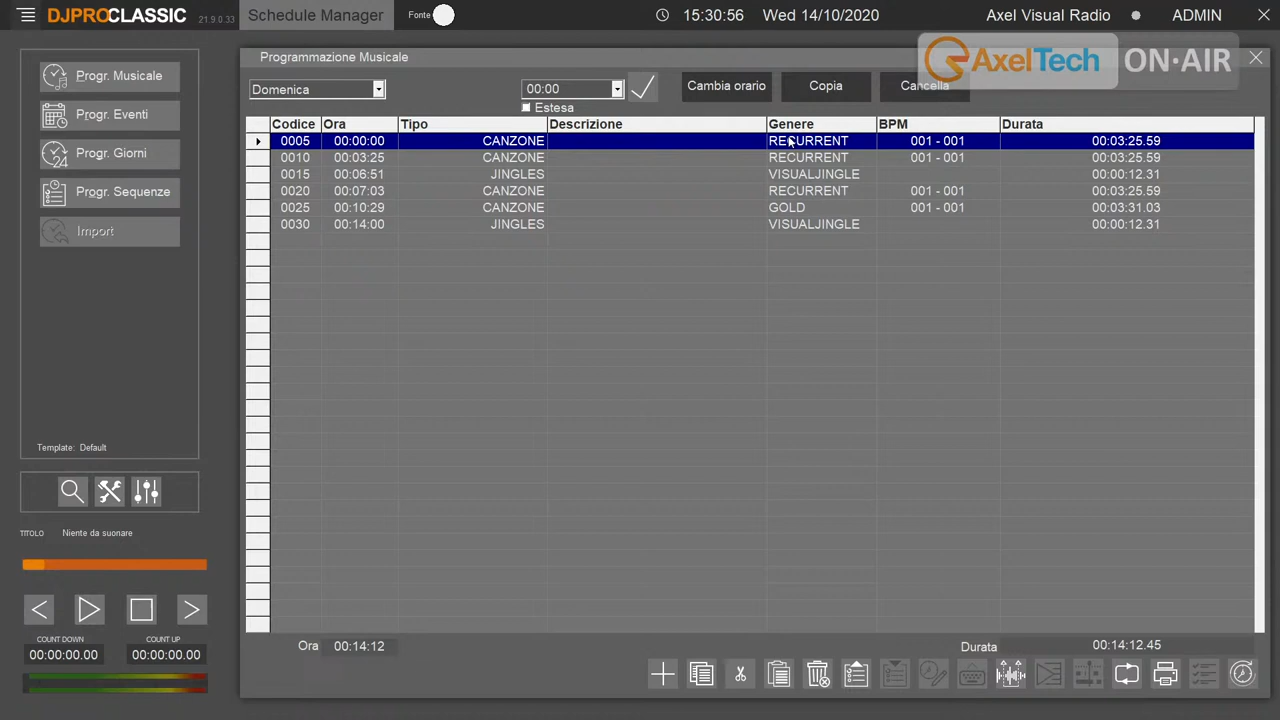 DJPROCLASSIC 21.9.0.33 Schedule Manager Fonte 15:30:56 Wed 14/10/2020 Axel Visual Radio ADMIN
Programmazione Musicale
AxelTech ON·AIR
Domenica 00:00 Cambia orario Copia Cancella
Estesa
Progr. Musicale
Progr. Eventi
Progr. Giorni
Progr. Sequenze
Import
Codice Ora Tipo Descrizione Genere BPM Durata
0005 00:00:00 CANZONE RECURRENT 001 - 001 00:03:25.59
0010 00:03:25 CANZONE RECURRENT 001 - 001 00:03:25.59
0015 00:06:51 JINGLES VISUALJINGLE 00:00:12.31
0020 00:07:03 CANZONE RECURRENT 001 - 001 00:03:25.59
0025 00:10:29 CANZONE GOLD 001 - 001 00:03:31.03
0030 00:14:00 JINGLES VISUALJINGLE 00:00:12.31
Template: Default
TITOLO Niente da suonare
COUNT DOWN COUNT UP
00:00:00.00 00:00:00.00
Ora 00:14:12 Durata 00:14:12.45